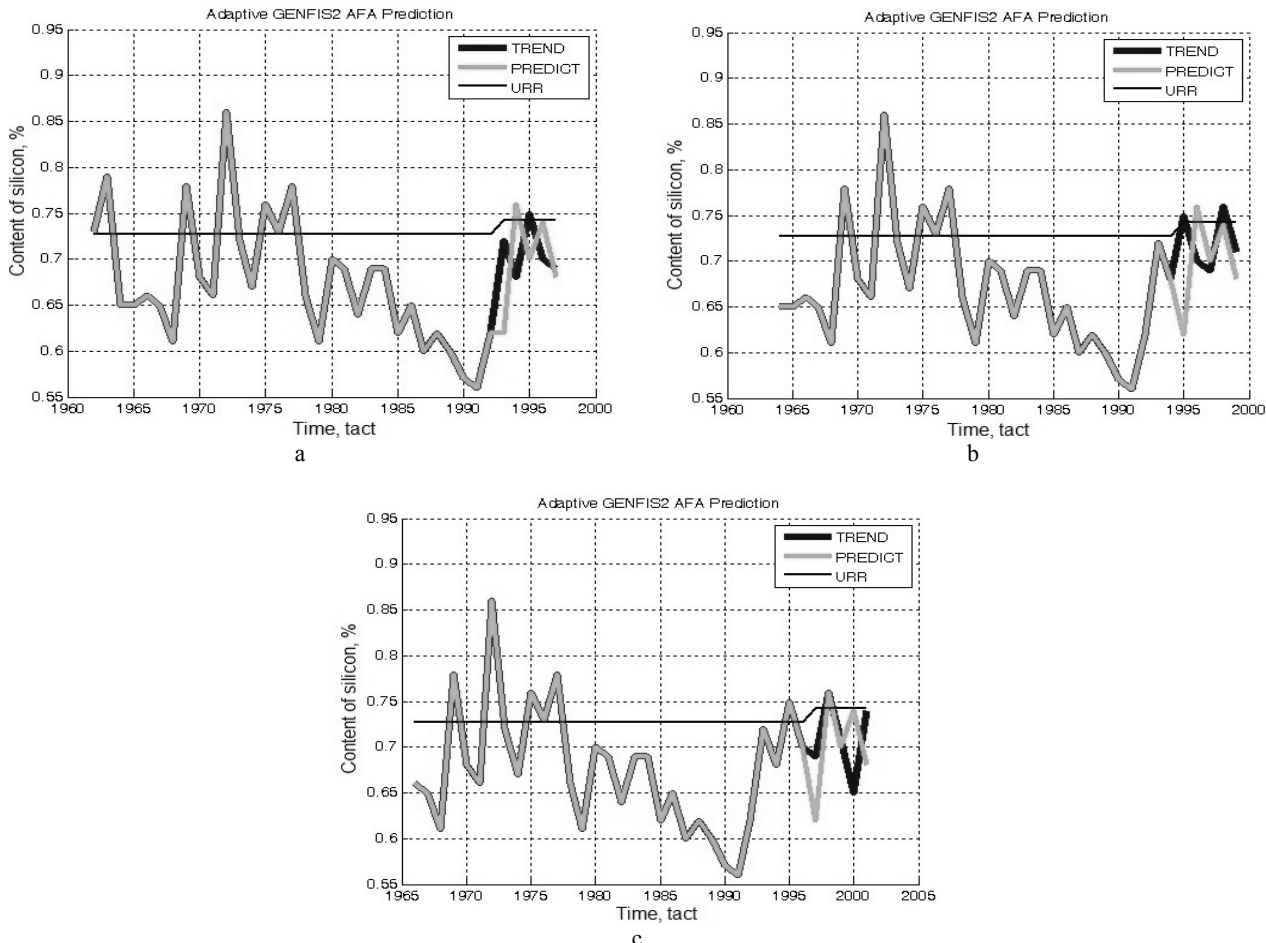 Adaptive GENFIS2 AFA Prediction
Content of silicon, %
0.95
0.9
0.85
0.8
0.75
0.7
0.65
0.6
0.55
TREND
PREDICT
URR
1960 1965 1970 1975 1980 1985 1990 1995 2000
Time, tact
a
Adaptive GENFIS2 AFA Prediction
Content of silicon, %
0.95
0.9
0.85
0.8
0.75
0.7
0.65
0.6
0.55
TREND
PREDICT
URR
1960 1965 1970 1975 1980 1985 1990 1995 2000
Time, tact
b
Adaptive GENFIS2 AFA Prediction
Content of silicon, %
0.95
0.9
0.85
0.8
0.75
0.7
0.65
0.6
0.55
TREND
PREDICT
URR
1965 1970 1975 1980 1985 1990 1995 2000 2005
Time, tact
c